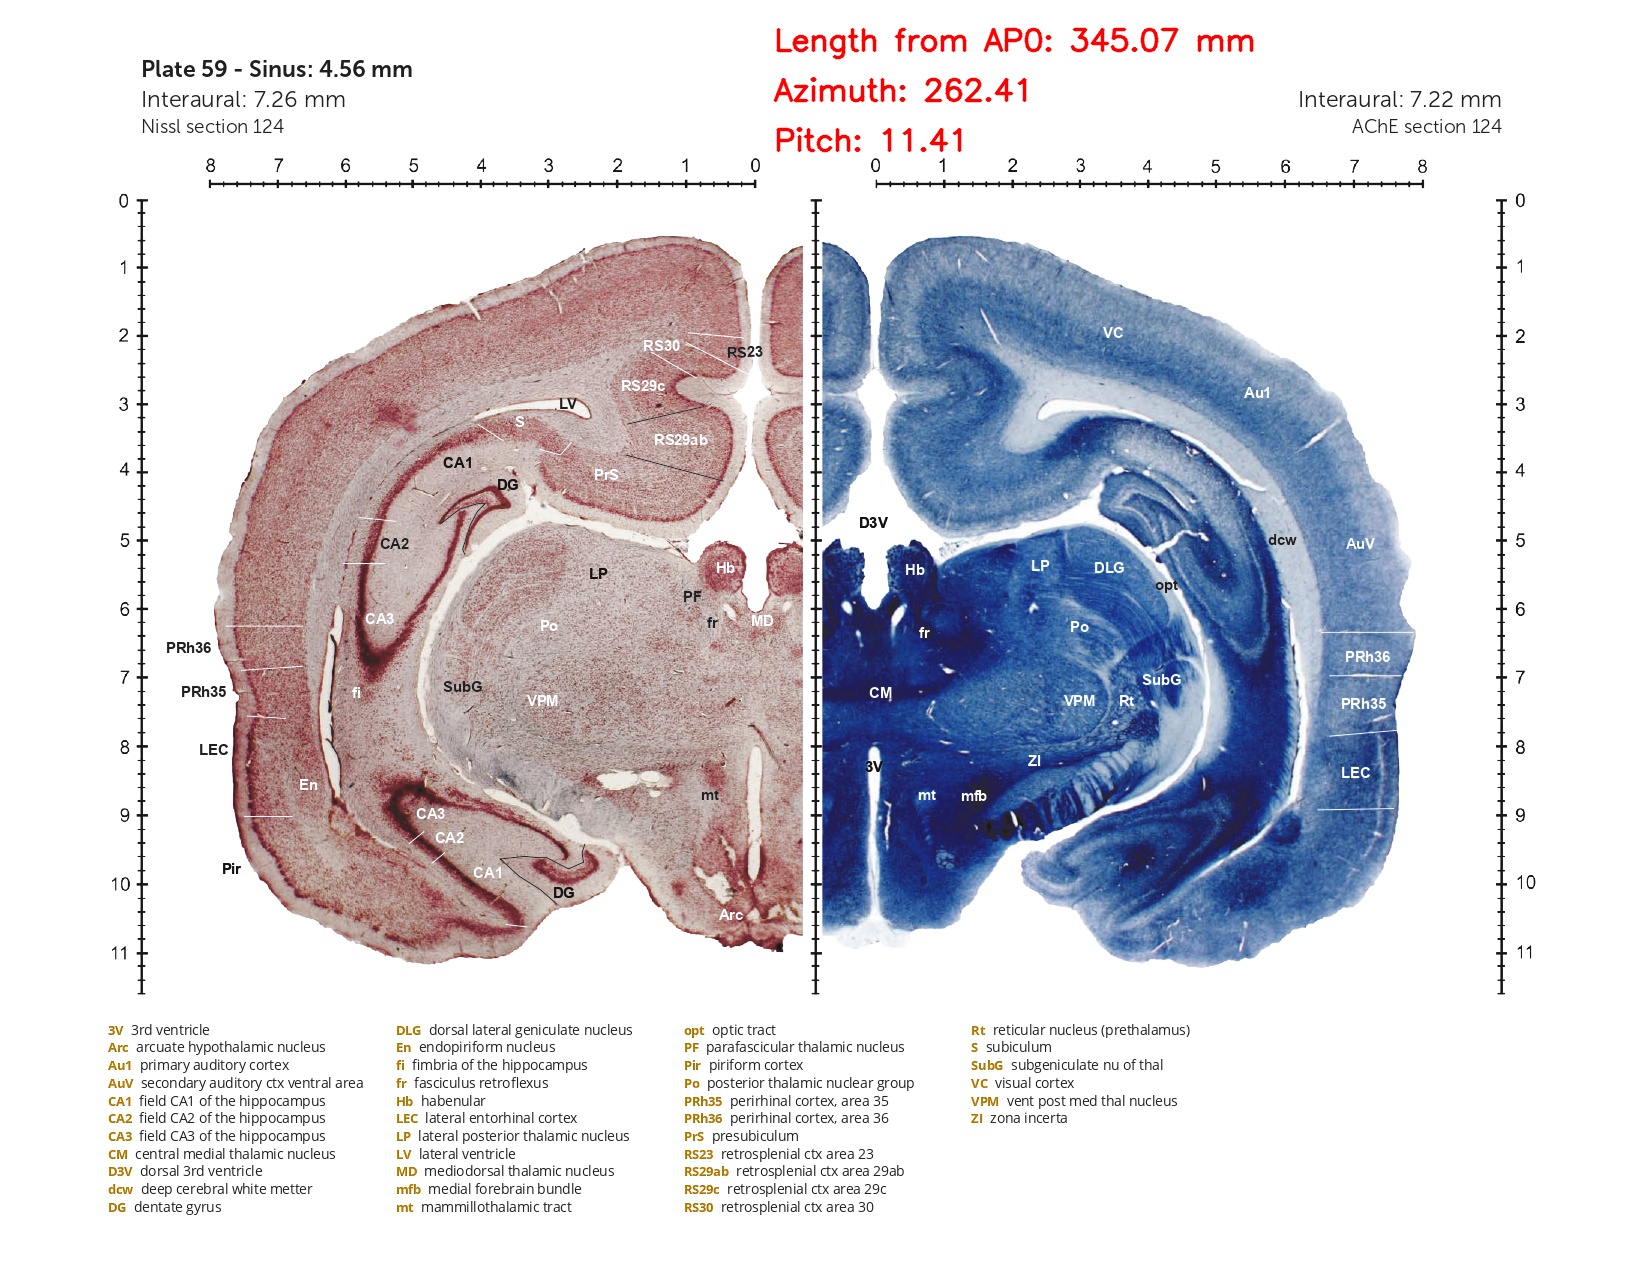 Length from AP0: 345.07 mm
Plate 59 - Sinus: 4.56 mm
Azimuth: 262.41
Interaural: 7.26 mm
Interaural: 7.22 mm
Nissl section 124
AChE section 124
Pitch: 11.41
8 7 6 5 4 3 2 1 0
0 1 2 3 4 5 6 7 8
0
1
2
3
4
5
6
7
8
9
10
11
RS30
RS23
RS29c
LV
S
RS29ab
CA1
PrS
DG
CA2
LP
Hb
PF
CA3
fr
MD
Po
PRh36
PRh35
SubG
fi
VPM
LEC
En
mt
CA3
CA2
Pir
CA1
DG
Arc
VC
Au1
D3V
dcw
AuV
Hb
LP
DLG
opt
fr
Po
PRh36
SubG
CM
VPM
Rt
PRh35
3V
ZI
LEC
mt
mfb
0
1
2
3
4
5
6
7
8
9
10
11
3V 3rd ventricle
Arc arcuate hypothalamic nucleus
Au1 primary auditory cortex
AuV secondary auditory ctx ventral area
CA1 field CA1 of the hippocampus
CA2 field CA2 of the hippocampus
CA3 field CA3 of the hippocampus
CM central medial thalamic nucleus
D3V dorsal 3rd ventricle
dcw deep cerebral white metter
DG dentate gyrus
DLG dorsal lateral geniculate nucleus
En endopiriform nucleus
fi fimbria of the hippocampus
fr fasciculus retroflexus
Hb habenular
LEC lateral entorhinal cortex
LP lateral posterior thalamic nucleus
LV lateral ventricle
MD mediodorsal thalamic nucleus
mfb medial forebrain bundle
mt mammillothalamic tract
opt optic tract
PF parafascicular thalamic nucleus
Pir piriform cortex
Po posterior thalamic nuclear group
PRh35 perirhinal cortex, area 35
PRh36 perirhinal cortex, area 36
PrS presubiculum
RS23 retrosplenial ctx area 23
RS29ab retrosplenial ctx area 29ab
RS29c retrosplenial ctx area 29c
RS30 retrosplenial ctx area 30
Rt reticular nucleus (prethalamus)
S subiculum
SubG subgeniculate nu of thal
VC visual cortex
VPM vent post med thal nucleus
ZI zona incerta